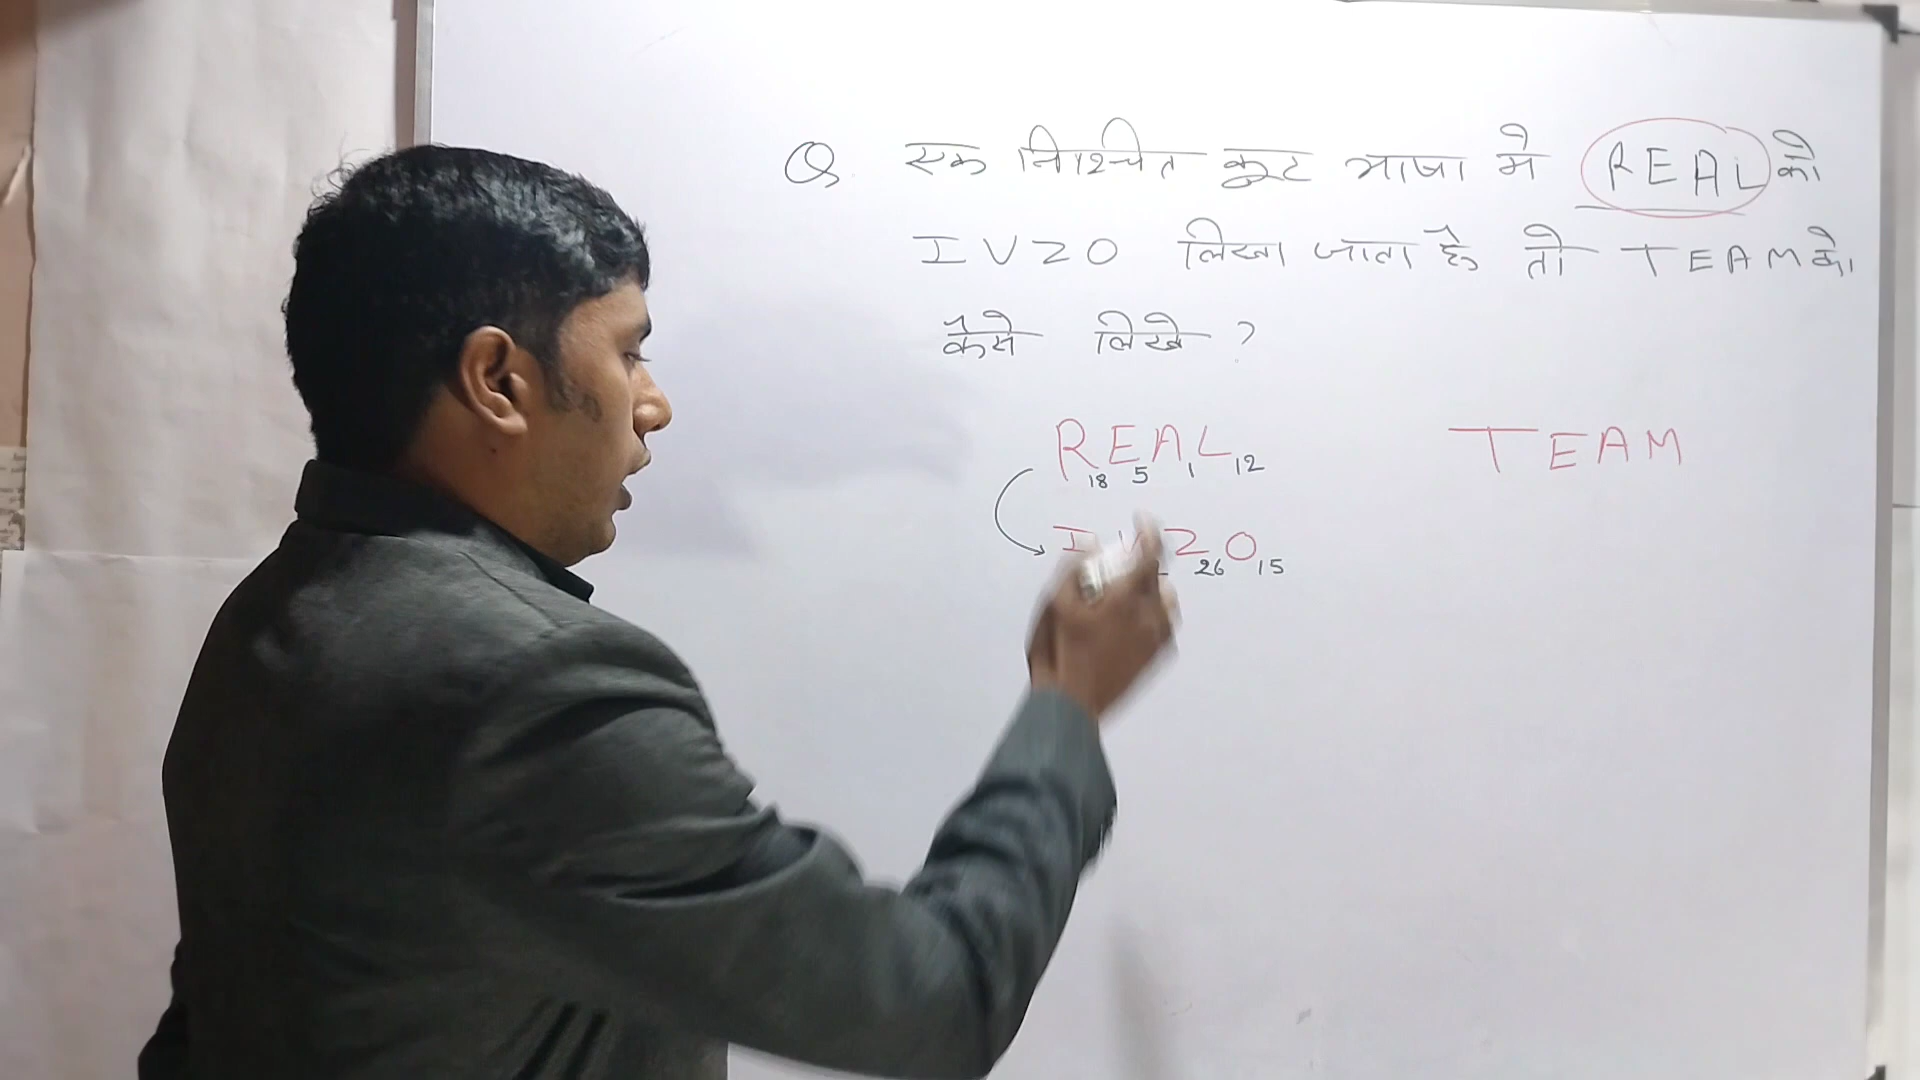 Q एक निश्चित कूट भाषा मे REAL को
IVZO लिखा जाता है तो TEAM को
कैसे लिखे ?
REAL TEAM
18 5 1 12
I V Z O
26 15